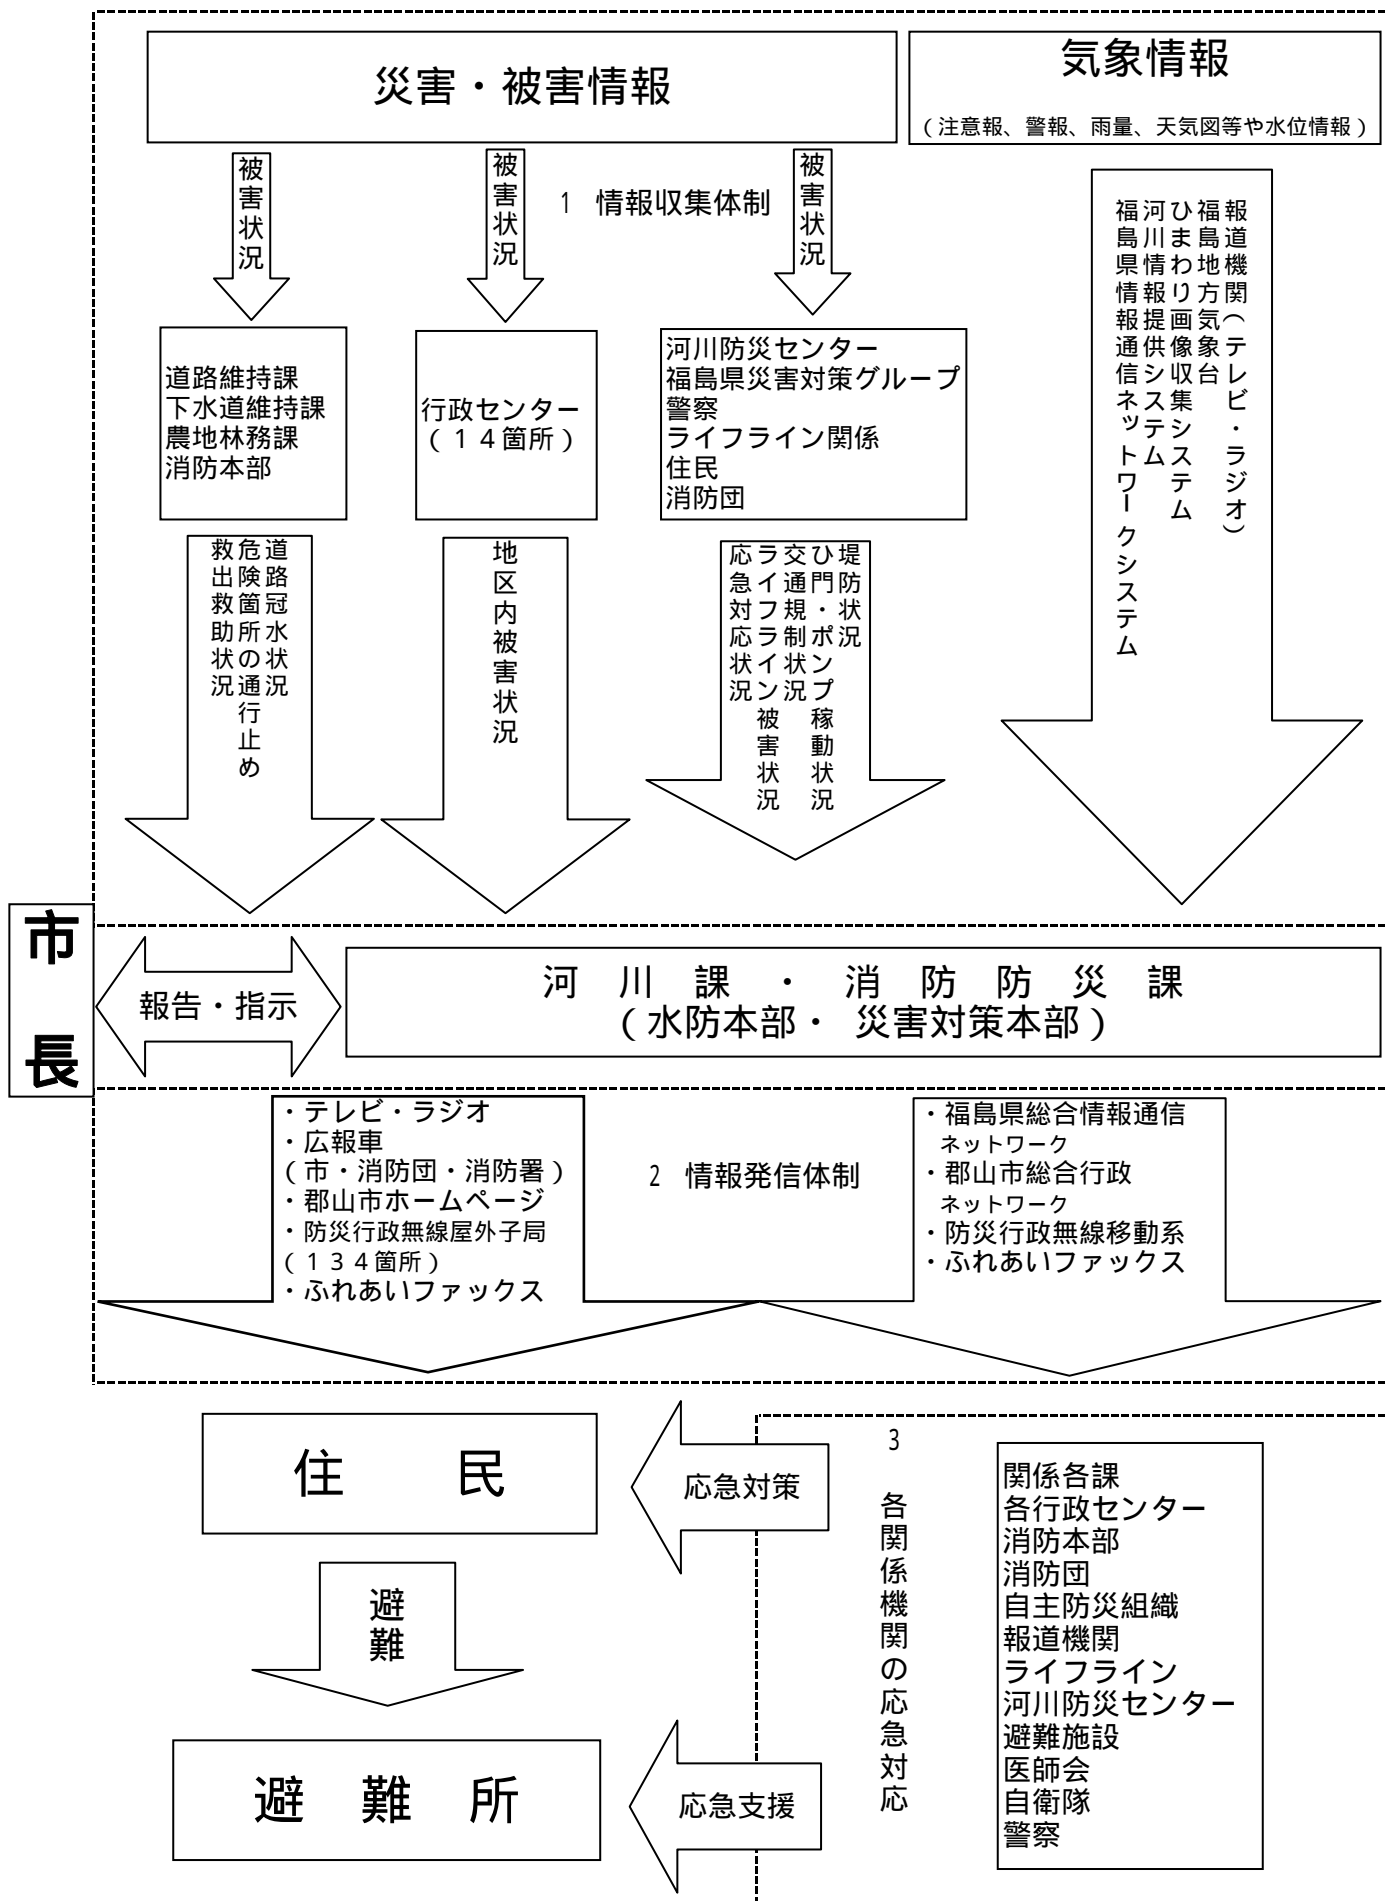 災害・被害情報
気象情報
（注意報、警報、雨量、天気図等や水位情報）
被害状況
被害状況
1 情報収集体制
被害状況
報道機関（テレビ・ラジオ）
福島地方気象台
ひまわり画像収集システム
河川情報提供システム
福島県情報通信ネットワークシステム
道路維持課
下水道維持課
農地林務課
消防本部
行政センター
（１４箇所）
河川防災センター
福島県災害対策グループ
警察
ライフライン関係
住民
消防団
道路冠水状況
危険箇所の通行止め
救出救助状況
地区内被害状況
堤防状況
ひ門・ポンプ稼動状況
交通規制状況
ライフライン被害状況
応急対応状況
市長
報告・指示
河川課・消防防災課
（水防本部・ 災害対策本部）
・テレビ・ラジオ
・広報車
（市・消防団・消防署）
・郡山市ホームページ
・防災行政無線屋外子局
（１３４箇所）
・ふれあいファックス
2 情報発信体制
・福島県総合情報通信
ネットワーク
・郡山市総合行政
ネットワーク
・防災行政無線移動系
・ふれあいファックス
住民
応急対策
3 各関係機関の応急対応
関係各課
各行政センター
消防本部
消防団
自主防災組織
報道機関
ライフライン
河川防災センター
避難施設
医師会
自衛隊
警察
避難
避難所
応急支援